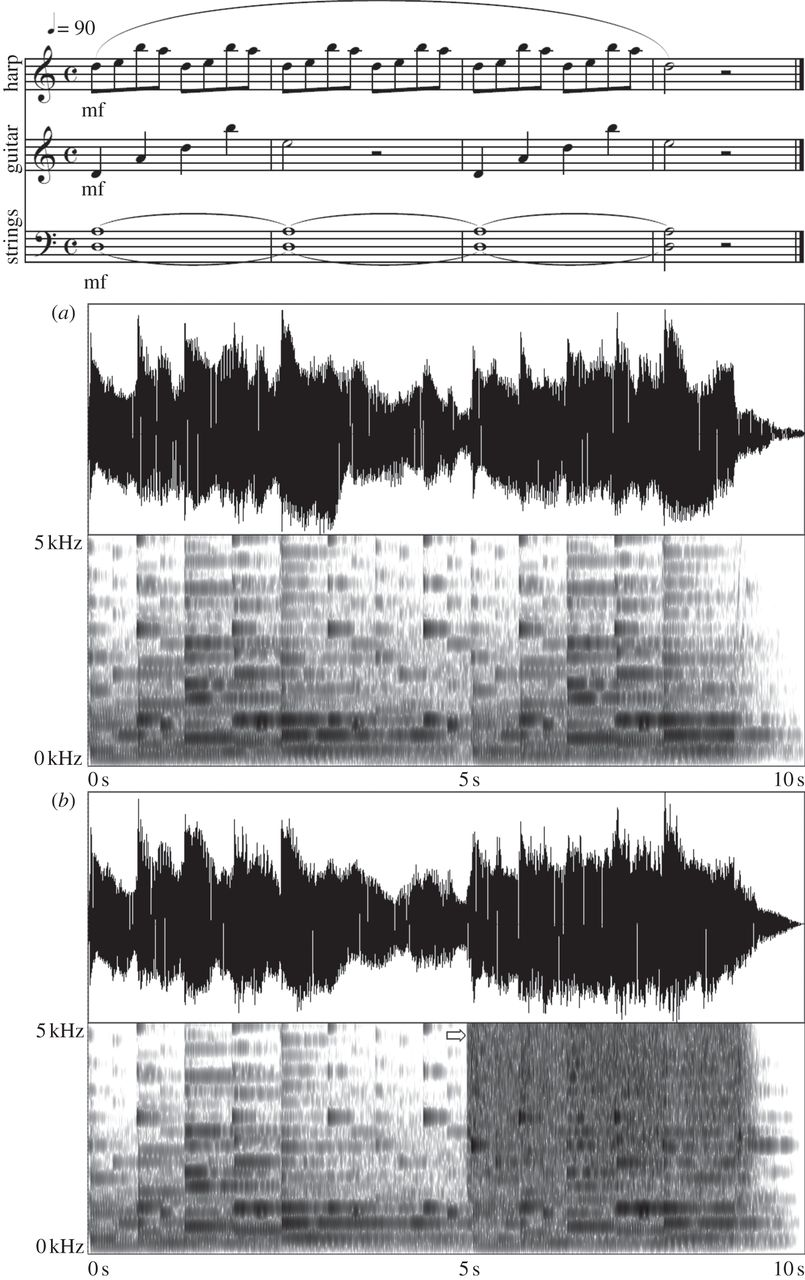 = 90
harp
mf
guitar
mf
strings
mf
(a)
5 kHz
0 kHz
0 s 5 s 10 s
(b)
5 kHz
0 kHz
0 s 5 s 10 s